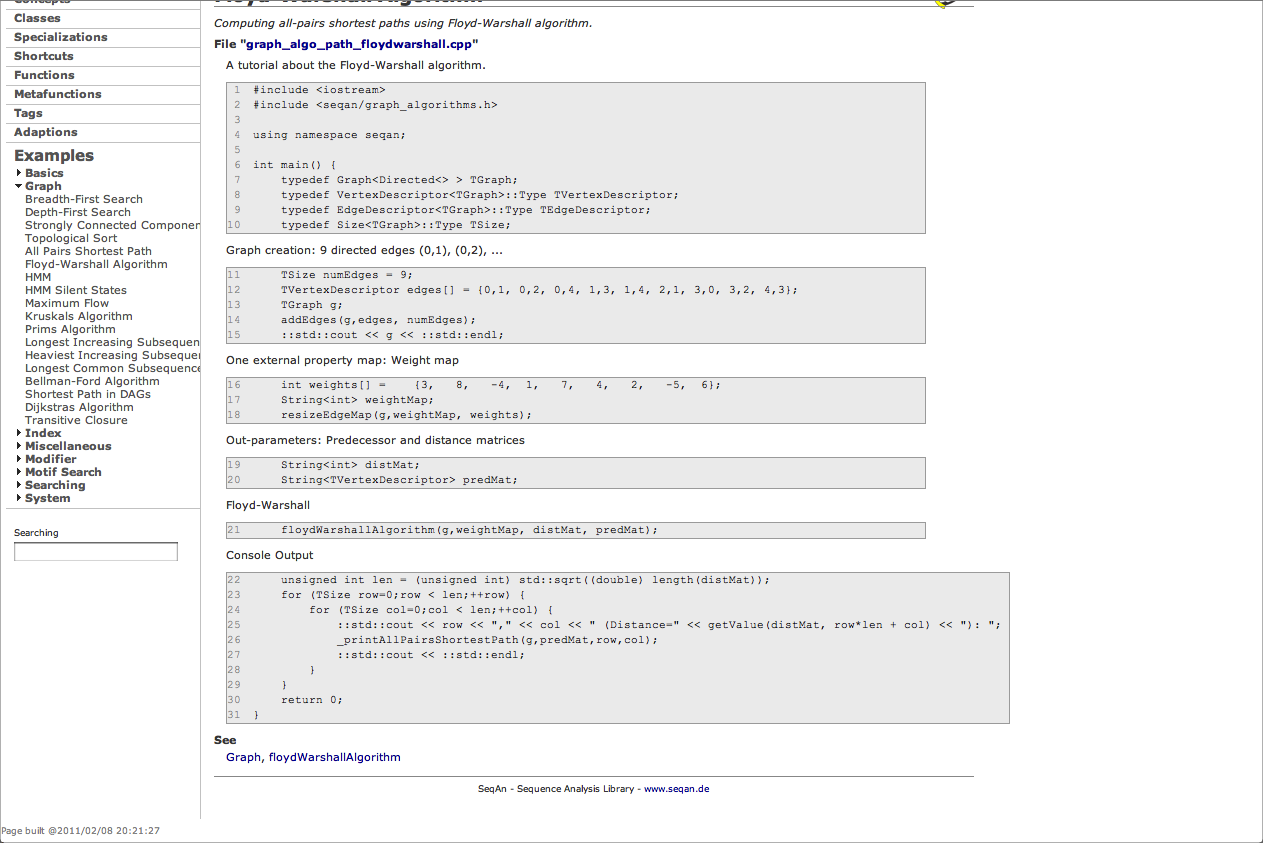 Concepts
Classes
Specializations
Shortcuts
Functions
Metafunctions
Tags
Adaptions
Examples
Basics
Graph
Breadth-First Search
Depth-First Search
Strongly Connected Componen
Topological Sort
All Pairs Shortest Path
Floyd-Warshall Algorithm
HMM
HMM Silent States
Maximum Flow
Kruskals Algorithm
Prims Algorithm
Longest Increasing Subsequen
Heaviest Increasing Subsequen
Longest Common Subsequence
Bellman-Ford Algorithm
Shortest Path in DAGs
Dijkstras Algorithm
Transitive Closure
Index
Miscellaneous
Modifier
Motif Search
Searching
System
Searching
Page built @2011/02/08 20:21:27
Floyd-Warshall Algorithm
Computing all-pairs shortest paths using Floyd-Warshall algorithm.
File "graph_algo_path_floydwarshall.cpp"
A tutorial about the Floyd-Warshall algorithm.
1 #include <iostream>
2 #include <seqan/graph_algorithms.h>
3
4 using namespace seqan;
5
6 int main() {
7     typedef Graph<Directed<> > TGraph;
8     typedef VertexDescriptor<TGraph>::Type TVertexDescriptor;
9     typedef EdgeDescriptor<TGraph>::Type TEdgeDescriptor;
10     typedef Size<TGraph>::Type TSize;
Graph creation: 9 directed edges (0,1), (0,2), ...
11     TSize numEdges = 9;
12     TVertexDescriptor edges[] = {0,1, 0,2, 0,4, 1,3, 1,4, 2,1, 3,0, 3,2, 4,3};
13     TGraph g;
14     addEdges(g,edges, numEdges);
15     ::std::cout << g << ::std::endl;
One external property map: Weight map
16     int weights[] =    {3,   8,   -4,  1,   7,   4,   2,   -5,  6};
17     String<int> weightMap;
18     resizeEdgeMap(g,weightMap, weights);
Out-parameters: Predecessor and distance matrices
19     String<int> distMat;
20     String<TVertexDescriptor> predMat;
Floyd-Warshall
21     floydWarshallAlgorithm(g,weightMap, distMat, predMat);
Console Output
22     unsigned int len = (unsigned int) std::sqrt((double) length(distMat));
23     for (TSize row=0;row < len;++row) {
24         for (TSize col=0;col < len;++col) {
25             ::std::cout << row << "," << col << " (Distance=" << getValue(distMat, row*len + col) << "): ";
26             _printAllPairsShortestPath(g,predMat,row,col);
27             ::std::cout << ::std::endl;
28         }
29     }
30     return 0;
31 }
See
Graph, floydWarshallAlgorithm
SeqAn - Sequence Analysis Library - www.seqan.de